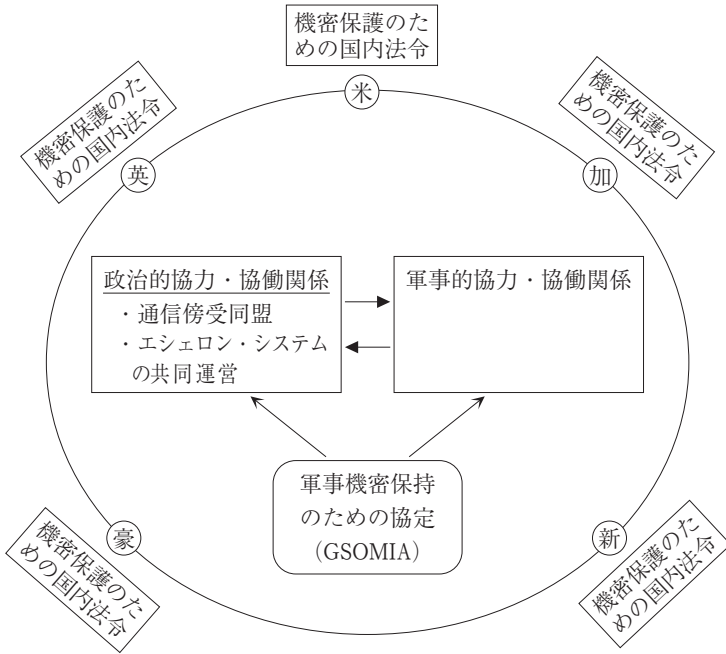 機密保護のた
めの国内法令
米
機密保護のた
めの国内法令
英
機密保護のた
めの国内法令
加
政治的協力・協働関係
・通信傍受同盟
・エシェロン・システム
の共同運営
軍事的協力・協働関係
軍事機密保持
のための協定
(GSOMIA)
豪
機密保護のた
めの国内法令
新
機密保護のた
めの国内法令